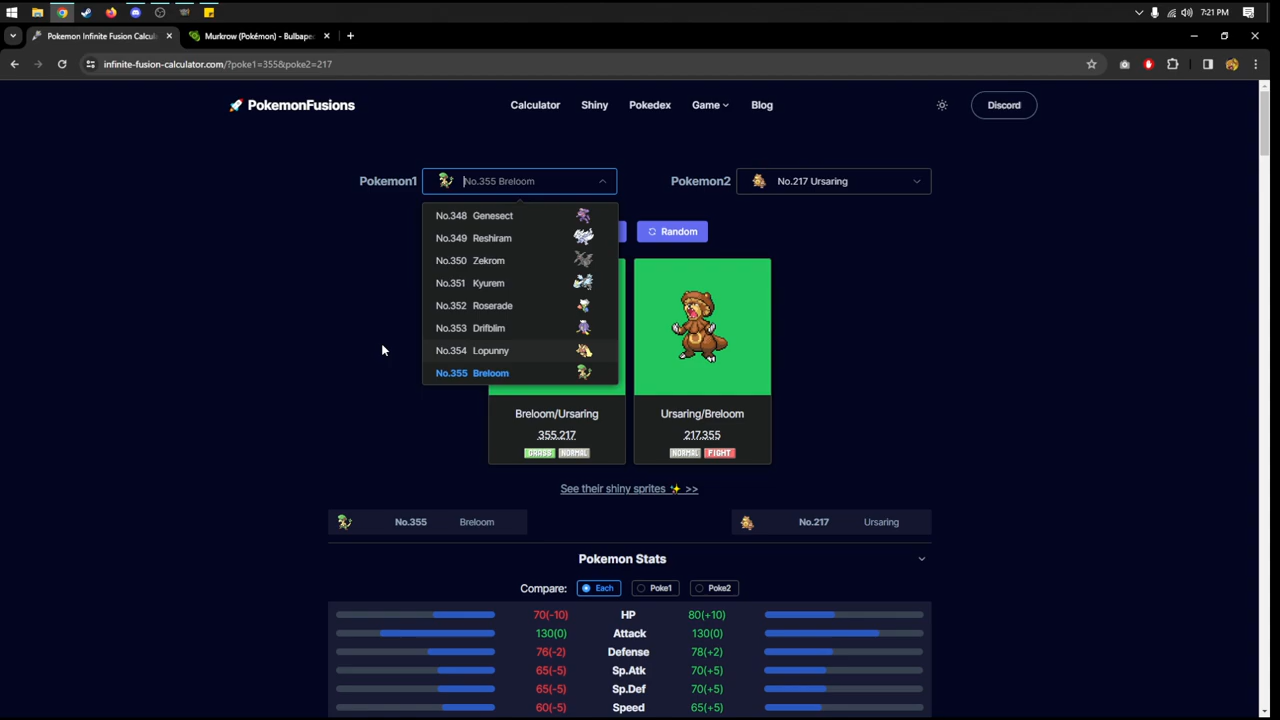 7:21 PM
Pokemon Infinite Fusion Calcul
Murkrow (Pokémon) - Bulbape
infinite-fusion-calculator.com/?poke1=355&poke2=217
PokemonFusions
Calculator
Shiny
Pokedex
Game
Blog
Discord
Pokemon1
No.355 Breloom
Pokemon2
No.217 Ursaring
Random
No.348 Genesect
No.349 Reshiram
No.350 Zekrom
No.351 Kyurem
No.352 Roserade
No.353 Drifblim
No.354 Lopunny
No.355 Breloom
Breloom/Ursaring
355.217
GRASS NORMAL
Ursaring/Breloom
217.355
NORMAL FIGHT
See their shiny sprites ✨ >>
No.355 Breloom
No.217 Ursaring
Pokemon Stats
Compare: Each Poke1 Poke2
70(-10) HP 80(+10)
130(0) Attack 130(0)
76(-2) Defense 78(+2)
65(-5) Sp.Atk 70(+5)
65(-5) Sp.Def 70(+5)
60(-5) Speed 65(+5)